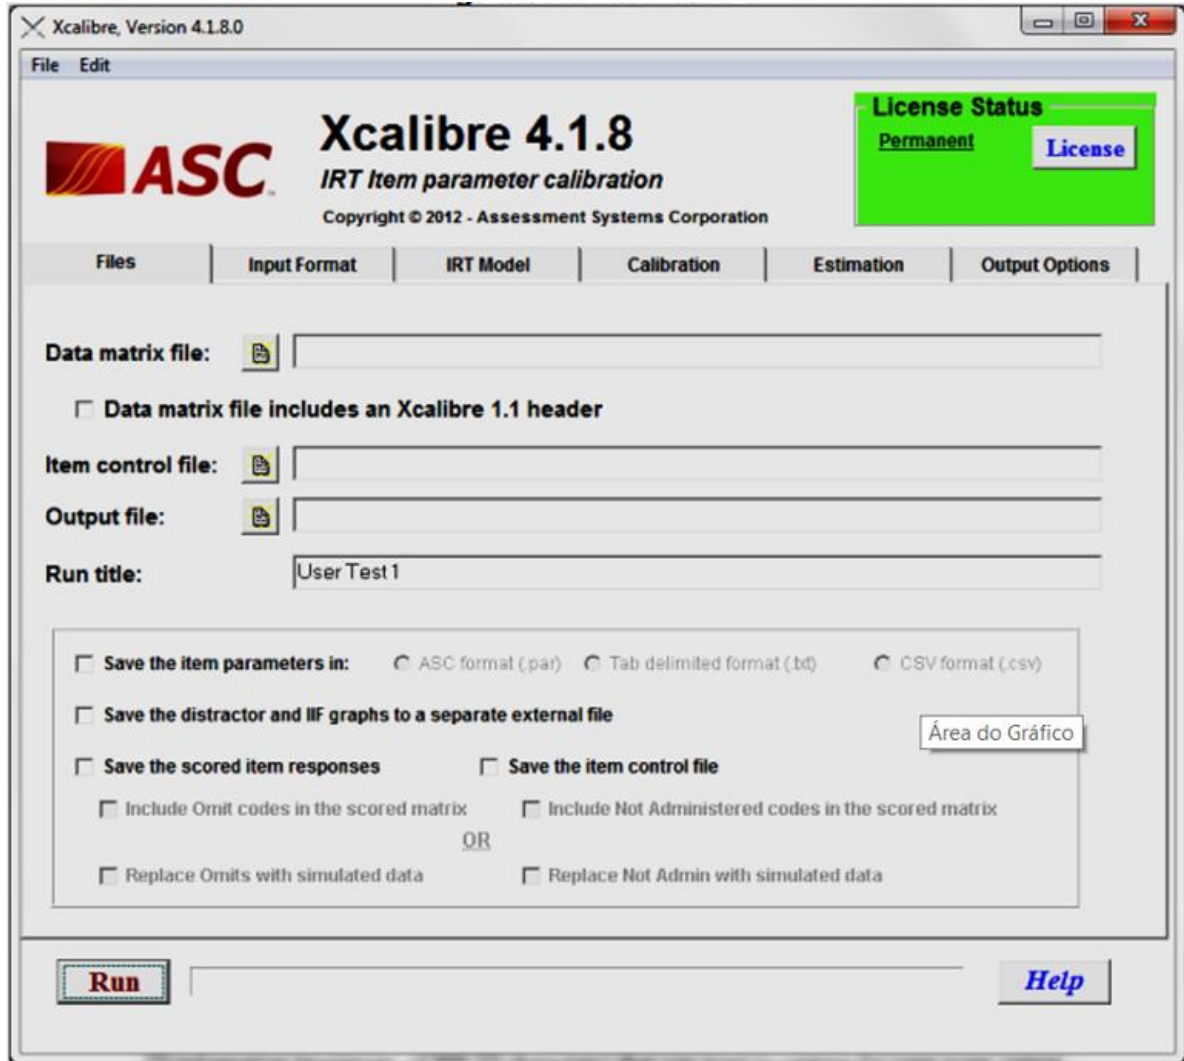 Xcalibre, Version 4.1.8.0
File Edit
ASC
Xcalibre 4.1.8
IRT Item parameter calibration
Copyright © 2012 - Assessment Systems Corporation
License Status
Permanent License
Files Input Format IRT Model Calibration Estimation Output Options
Data matrix file:
Data matrix file includes an Xcalibre 1.1 header
Item control file:
Output file:
Run title: User Test 1
Save the item parameters in: ASC format (.par) Tab delimited format (.txt) CSV format (.csv)
Save the distractor and IIF graphs to a separate external file
Área do Gráfico
Save the scored item responses Save the item control file
Include Omit codes in the scored matrix Include Not Administered codes in the scored matrix
OR
Replace Omits with simulated data Replace Not Admin with simulated data
Run Help